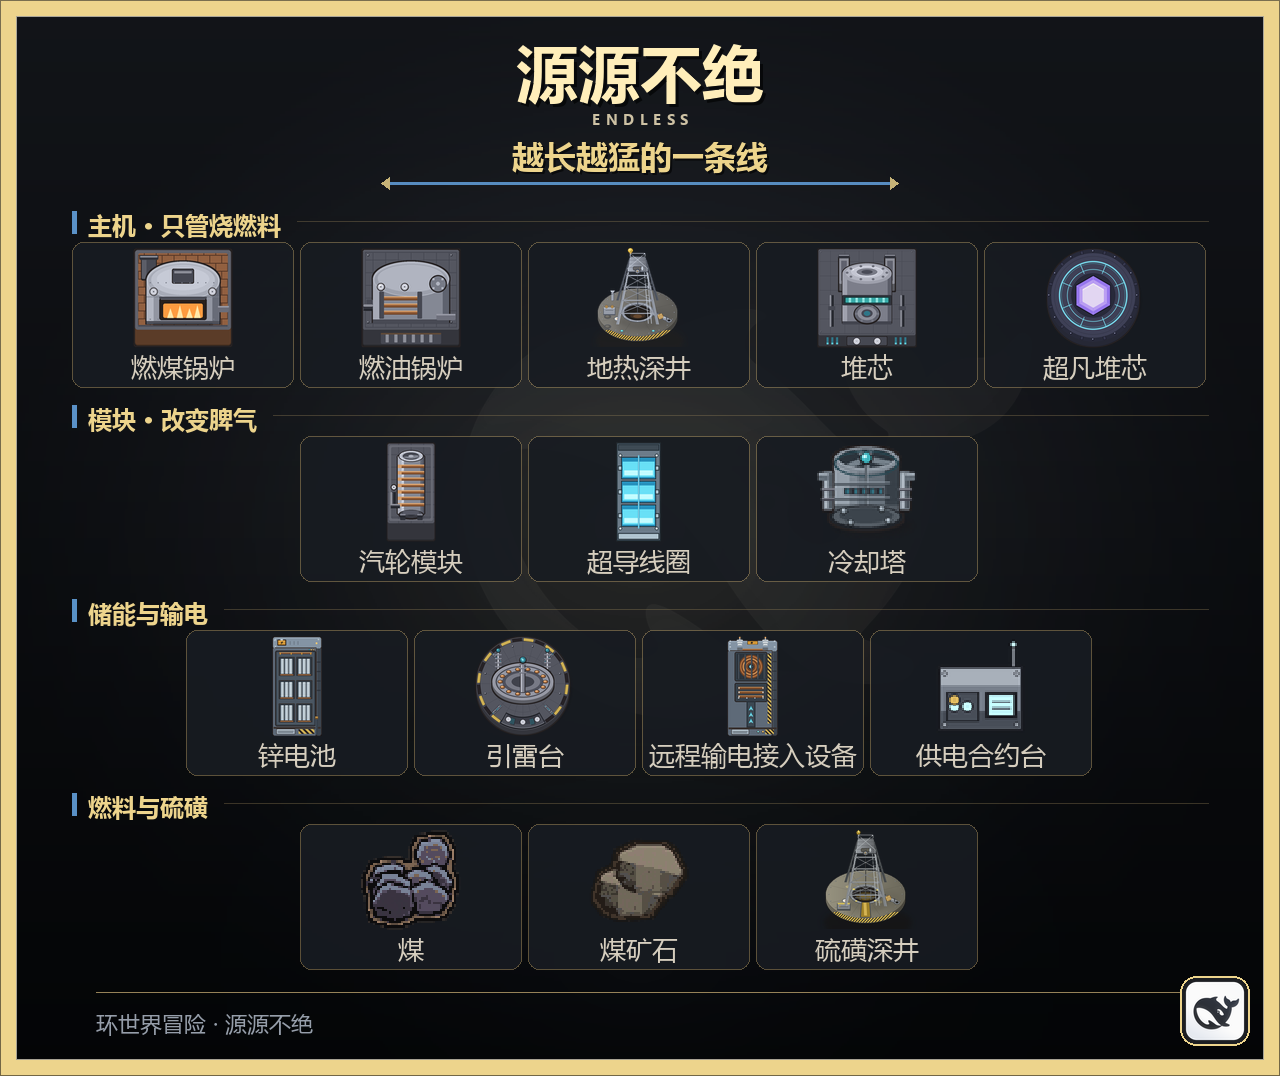 源源不绝
ENDLESS
越长越猛的一条线
主机·只管烧燃料
燃煤锅炉
燃油锅炉
地热深井
堆芯
超凡堆芯
模块·改变脾气
汽轮模块
超导线圈
冷却塔
储能与输电
锌电池
引雷台
远程输电接入设备
供电合约台
燃料与硫磺
煤
煤矿石
硫磺深井
环世界冒险·源源不绝